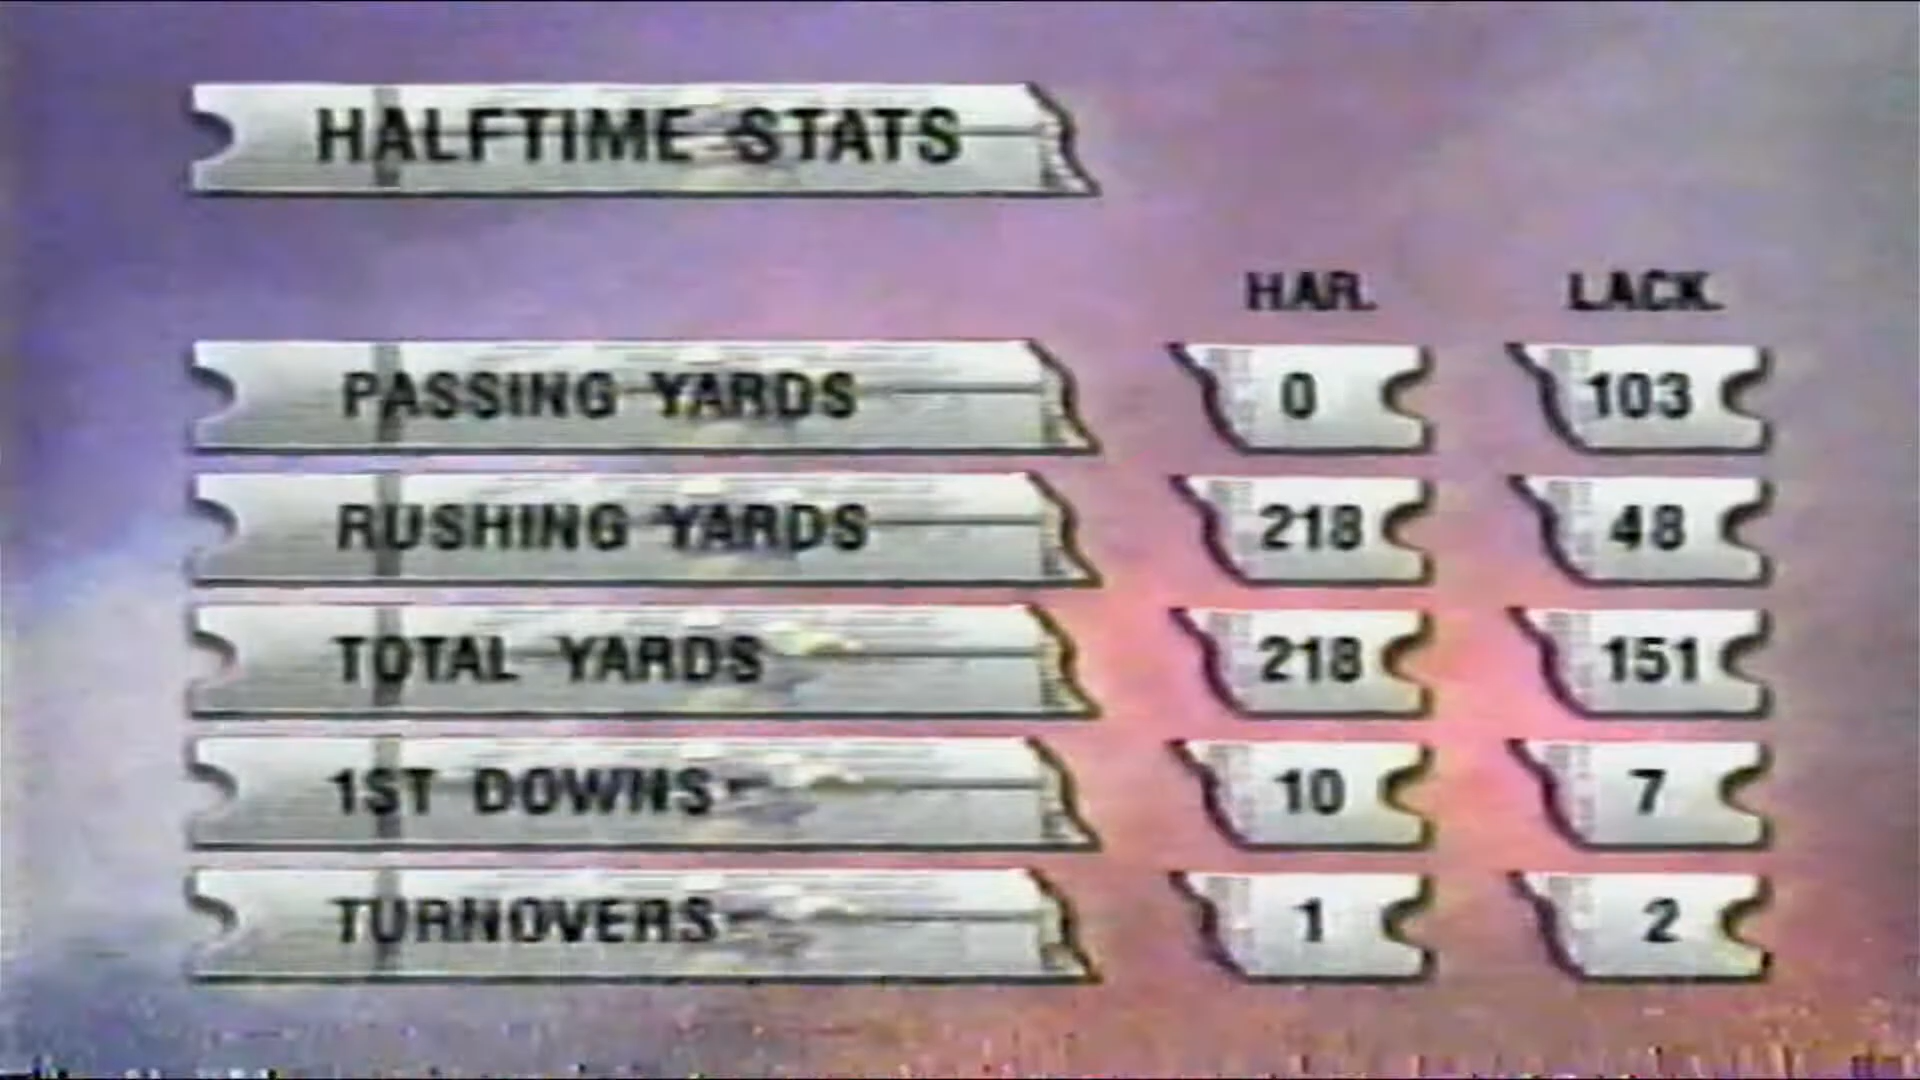 HALFTIME STATS
HAR. LACK.
PASSING YARDS 0 103
RUSHING YARDS 218 48
TOTAL YARDS 218 151
1ST DOWNS 10 7
TURNOVERS 1 2